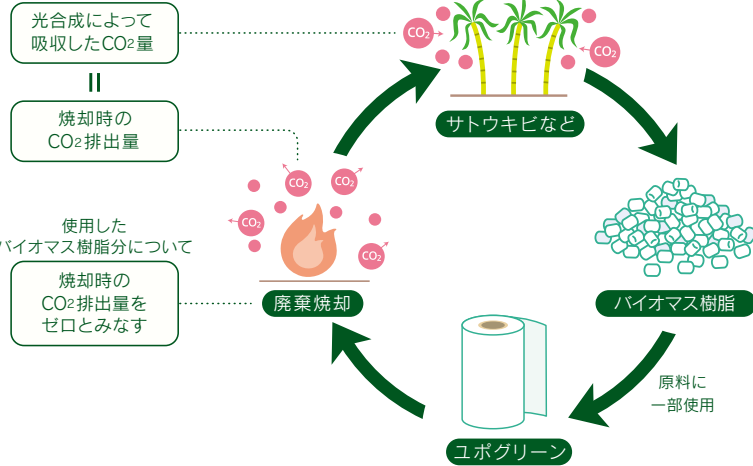 光合成によって
吸収したCO2量
=
焼却時の
CO2排出量
使用した
バイオマス樹脂分について
焼却時の
CO2排出量を
ゼロとみなす
CO2
CO2
サトウキビなど
CO2
CO2
CO2
CO2
廃棄焼却
バイオマス樹脂
原料に
一部使用
ユポグリーン